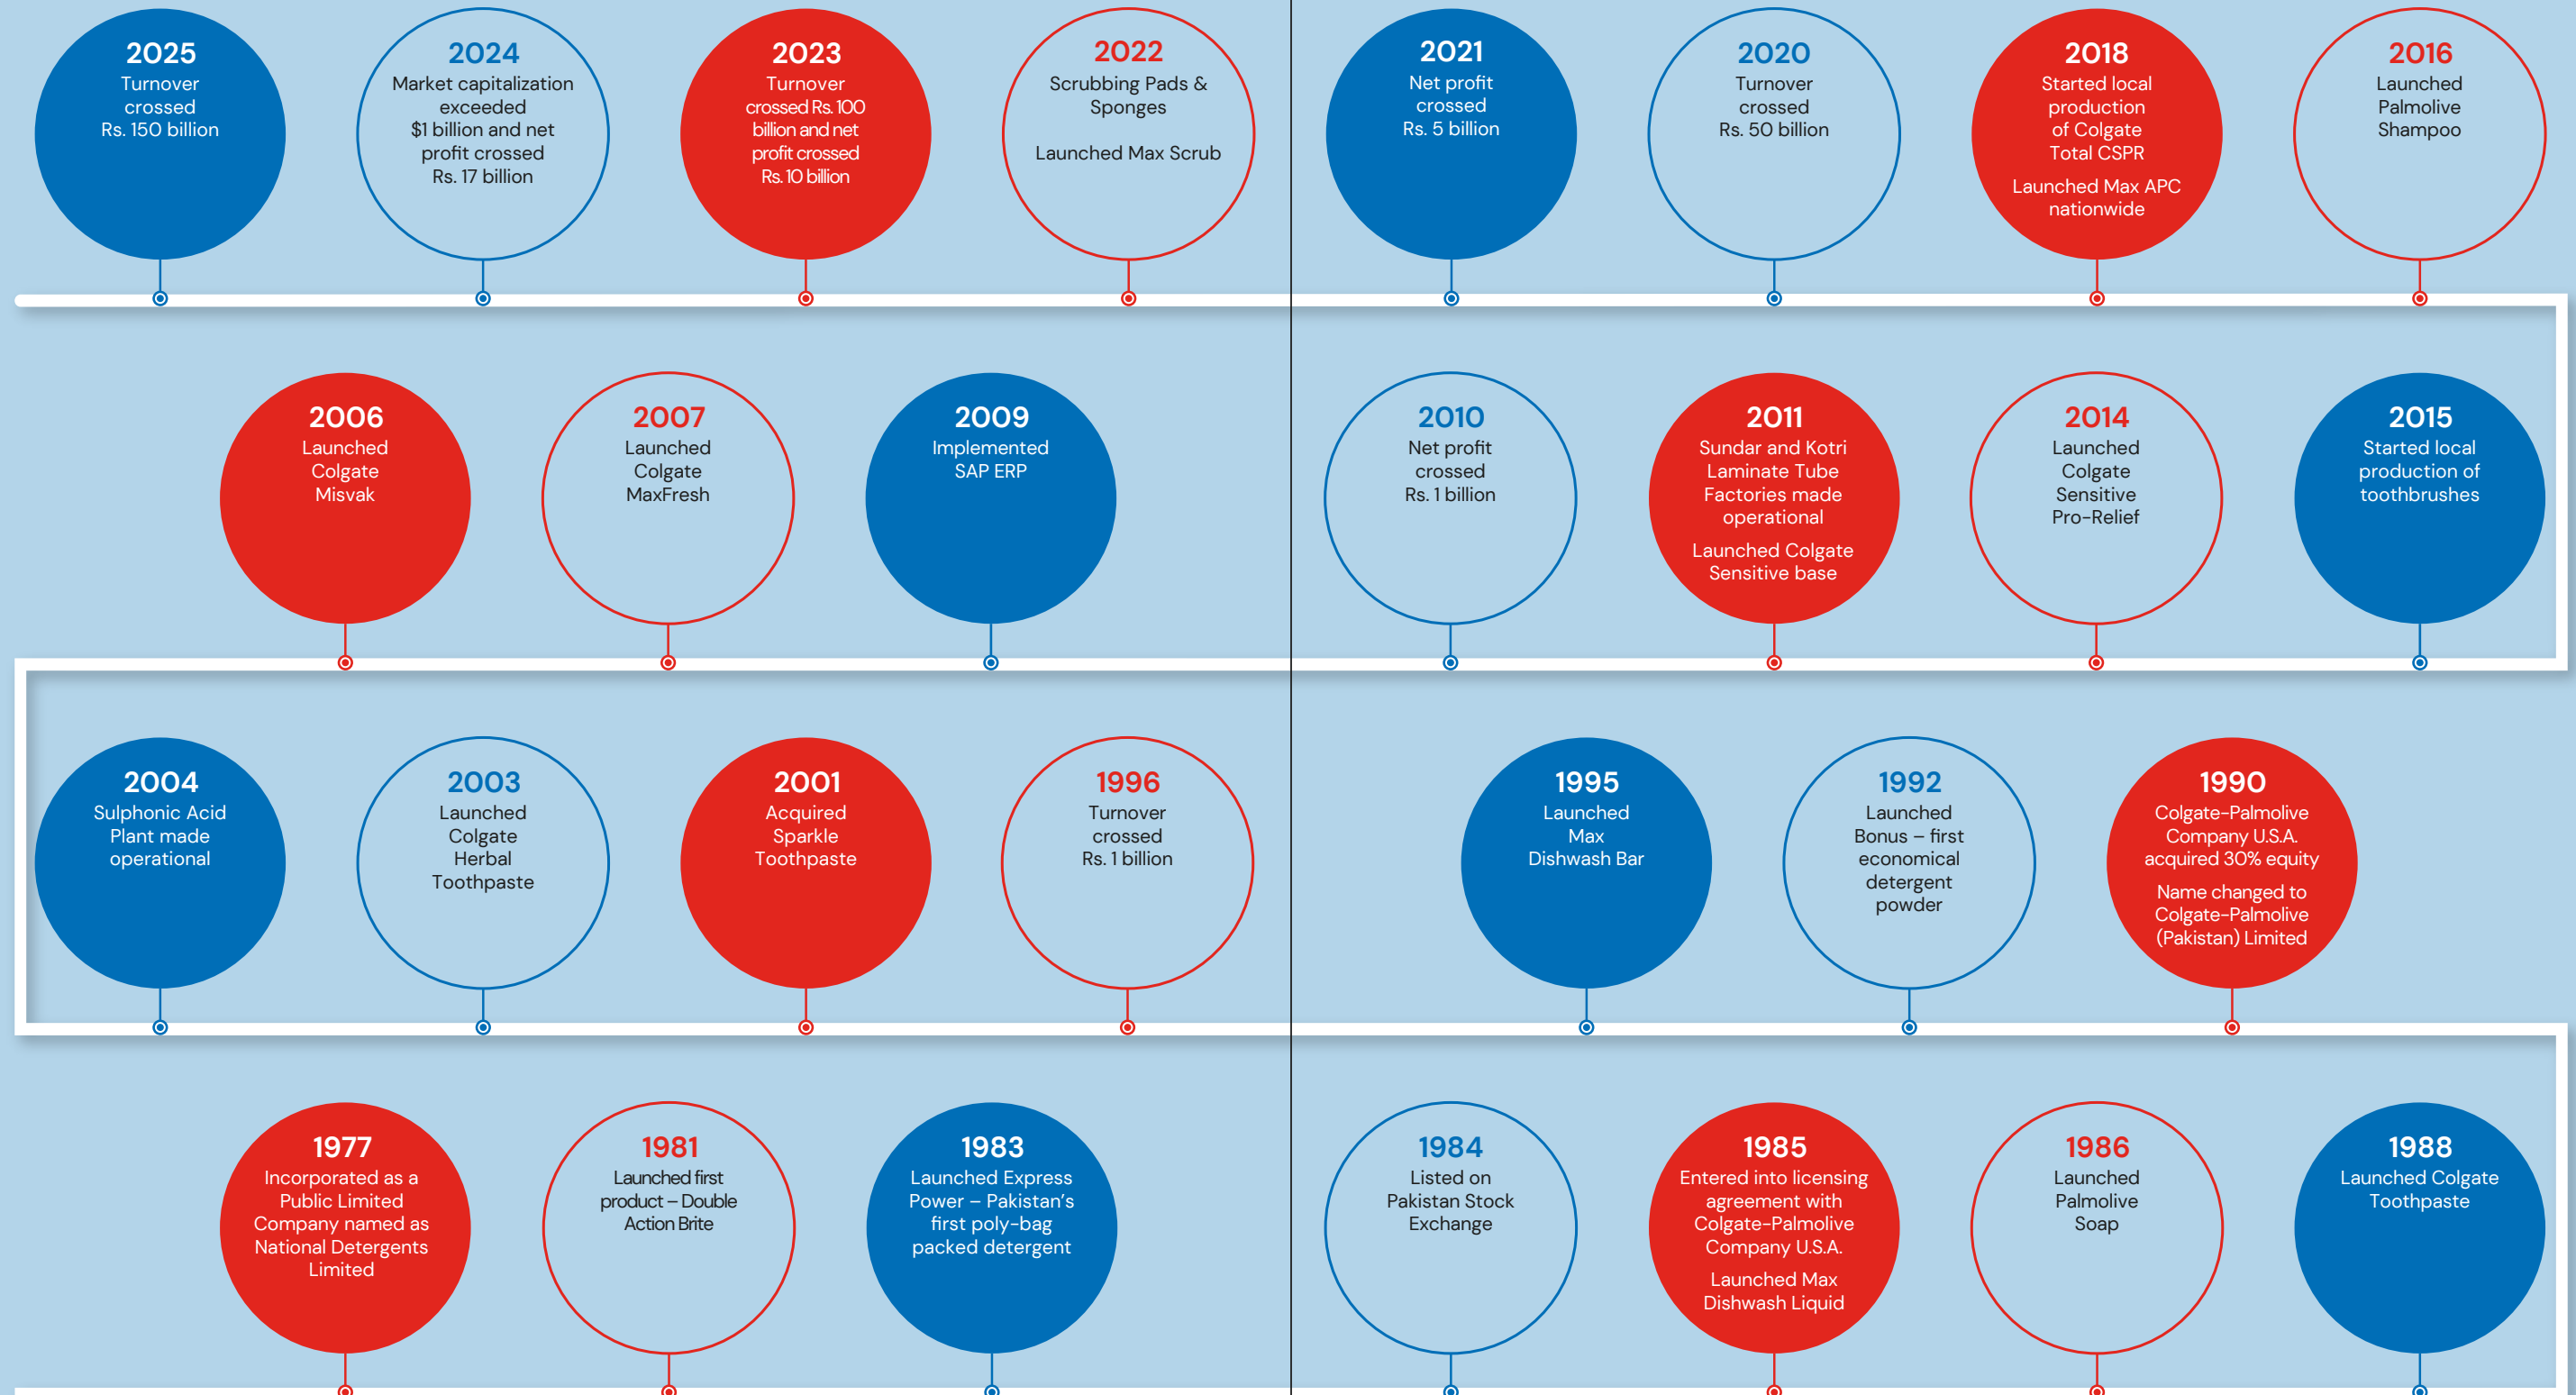 2025
Turnover
crossed
Rs. 150 billion
2024
Market capitalization
exceeded
$1 billion and net
profit crossed
Rs. 17 billion
2023
Turnover
crossed Rs. 100
billion and net
profit crossed
Rs. 10 billion
2022
Scrubbing Pads &
Sponges
Launched Max Scrub
2021
Net profit
crossed
Rs. 5 billion
2020
Turnover
crossed
Rs. 50 billion
2018
Started local
production
of Colgate
Total CSPR
Launched Max APC
nationwide
2016
Launched
Palmolive
Shampoo
2006
Launched
Colgate
Misvak
2007
Launched
Colgate
MaxFresh
2009
Implemented
SAP ERP
2010
Net profit
crossed
Rs. 1 billion
2011
Sundar and Kotri
Laminate Tube
Factories made
operational
Launched Colgate
Sensitive base
2014
Launched
Colgate
Sensitive
Pro-Relief
2015
Started local
production of
toothbrushes
2004
Sulphonic Acid
Plant made
operational
2003
Launched
Colgate
Herbal
Toothpaste
2001
Acquired
Sparkle
Toothpaste
1996
Turnover
crossed
Rs. 1 billion
1995
Launched
Max
Dishwash Bar
1992
Launched
Bonus – first
economical
detergent
powder
1990
Colgate-Palmolive
Company U.S.A.
acquired 30% equity
Name changed to
Colgate-Palmolive
(Pakistan) Limited
1977
Incorporated as a
Public Limited
Company named as
National Detergents
Limited
1981
Launched first
product – Double
Action Brite
1983
Launched Express
Power – Pakistan’s
first poly-bag
packed detergent
1984
Listed on
Pakistan Stock
Exchange
1985
Entered into licensing
agreement with
Colgate-Palmolive
Company U.S.A.
Launched Max
Dishwash Liquid
1986
Launched
Palmolive
Soap
1988
Launched Colgate
Toothpaste